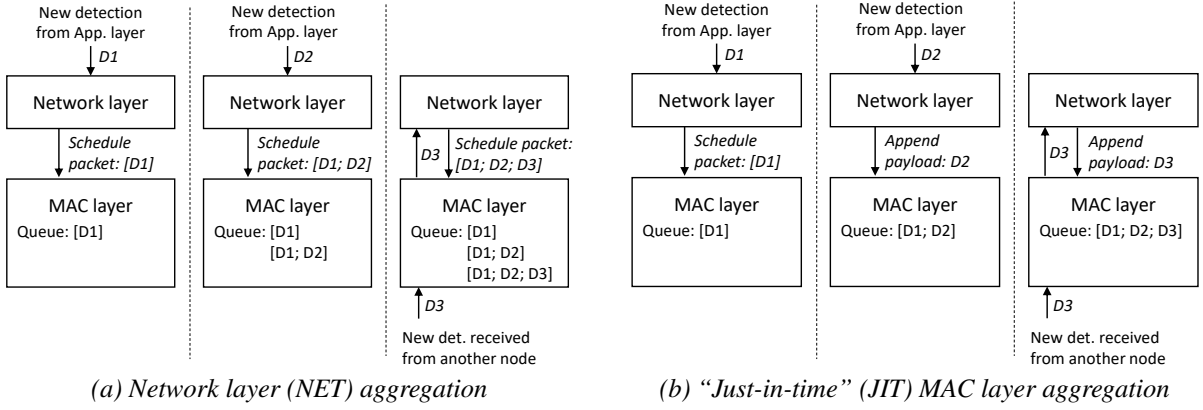 New detection
from App. layer
D1
Network layer
Schedule
packet: [D1]
MAC layer
Queue: [D1]
New detection
from App. layer
D2
Network layer
Schedule
packet: [D1; D2]
MAC layer
Queue: [D1]
[D1; D2]
Network layer
D3
Schedule packet:
[D1; D2; D3]
MAC layer
Queue: [D1]
[D1; D2]
[D1; D2; D3]
D3
New det. received
from another node
(a) Network layer (NET) aggregation
New detection
from App. layer
D1
Network layer
Schedule
packet: [D1]
MAC layer
Queue: [D1]
New detection
from App. layer
D2
Network layer
Append
payload: D2
MAC layer
Queue: [D1; D2]
Network layer
D3
Append
payload: D3
MAC layer
Queue: [D1; D2; D3]
D3
New det. received
from another node
(b) “Just-in-time” (JIT) MAC layer aggregation